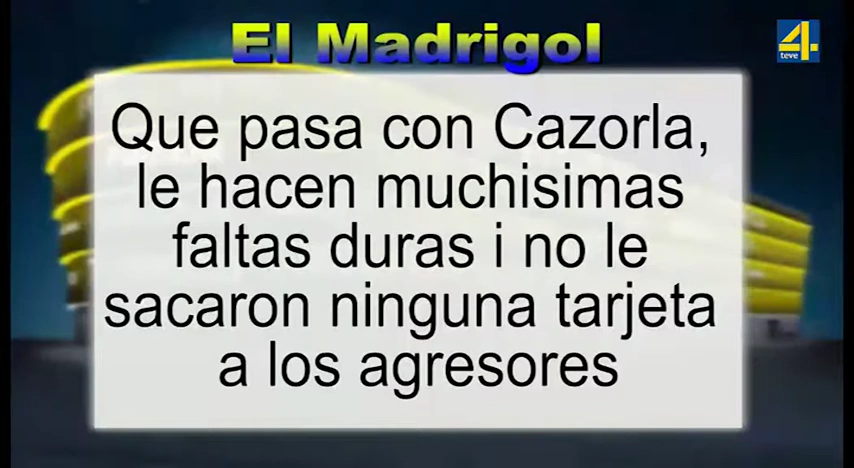 El Madrigol
4
teve
Que pasa con Cazorla,
le hacen muchisimas
faltas duras i no le
sacaron ninguna tarjeta
a los agresores